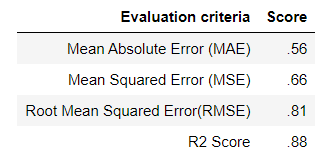 Evaluation criteria Score
Mean Absolute Error (MAE) .56
Mean Squared Error (MSE) .66
Root Mean Squared Error(RMSE) .81
R2 Score .88